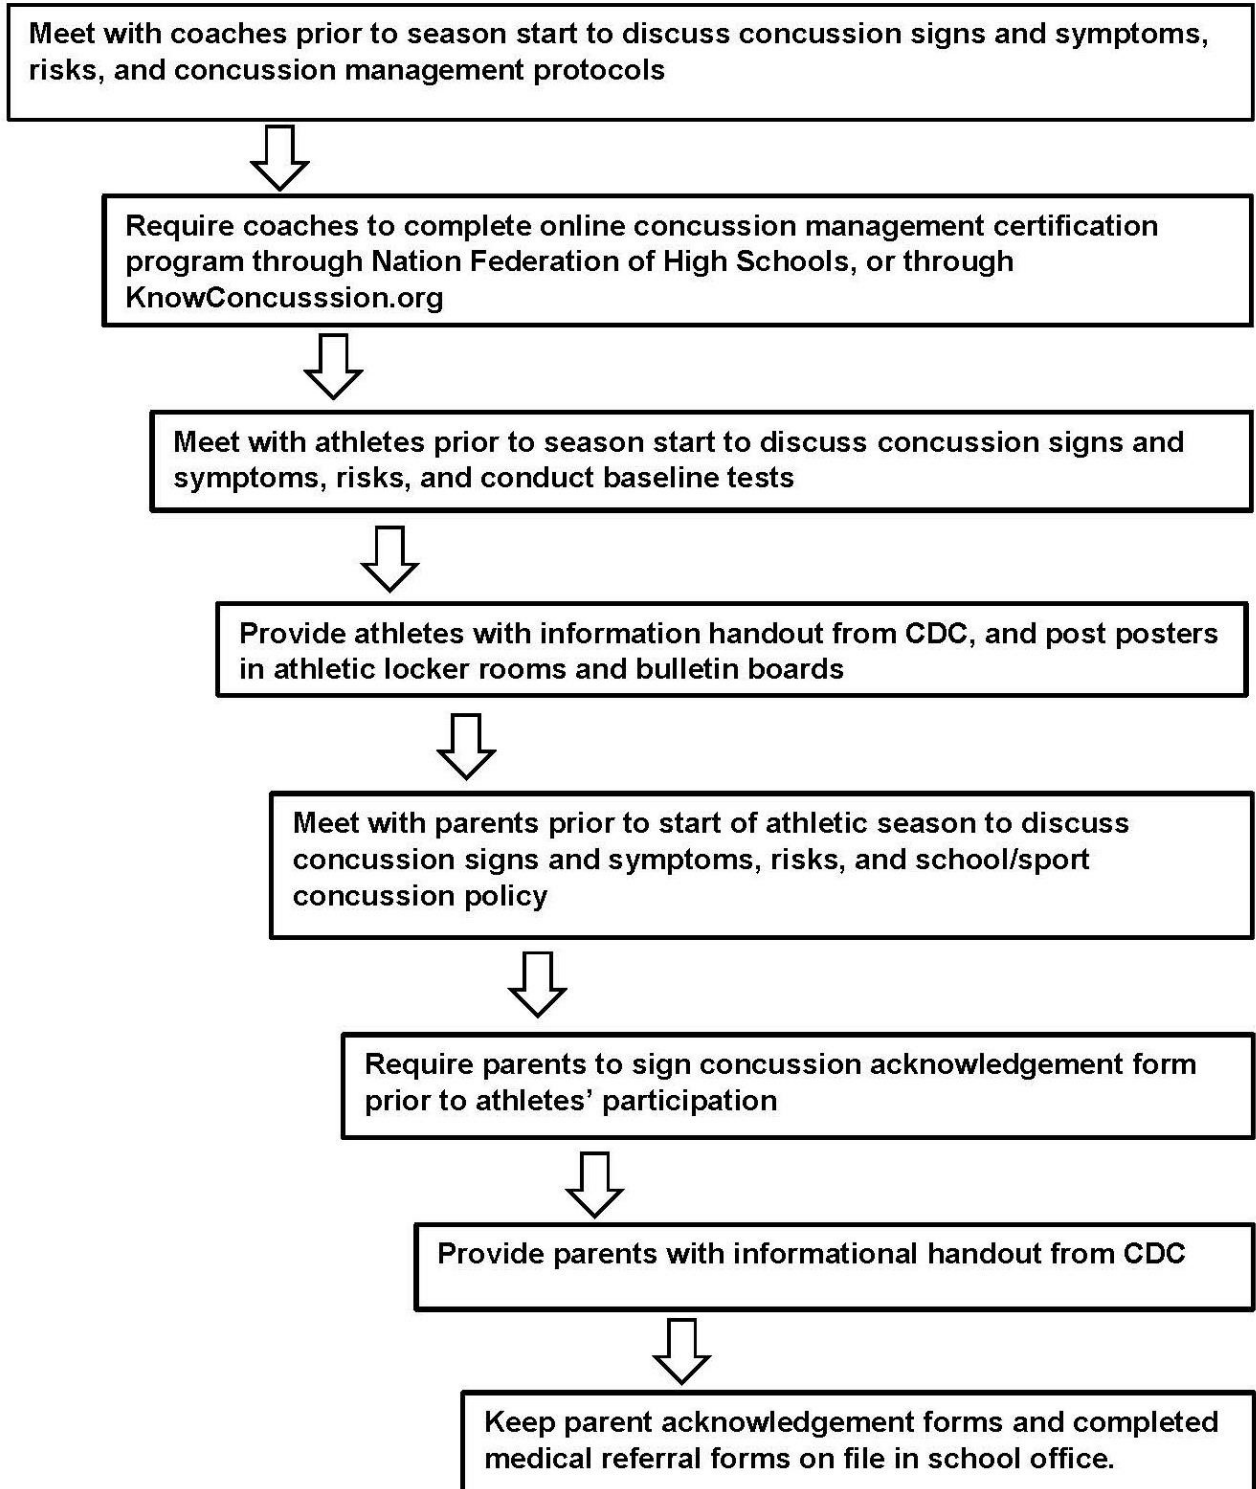 Meet with coaches prior to season start to discuss concussion signs and symptoms,
risks, and concussion management protocols
Require coaches to complete online concussion management certification
program through Nation Federation of High Schools, or through
KnowConcusssion.org
Meet with athletes prior to season start to discuss concussion signs and
symptoms, risks, and conduct baseline tests
Provide athletes with information handout from CDC, and post posters
in athletic locker rooms and bulletin boards
Meet with parents prior to start of athletic season to discuss
concussion signs and symptoms, risks, and school/sport
concussion policy
Require parents to sign concussion acknowledgement form
prior to athletes’ participation
Provide parents with informational handout from CDC
Keep parent acknowledgement forms and completed
medical referral forms on file in school office.